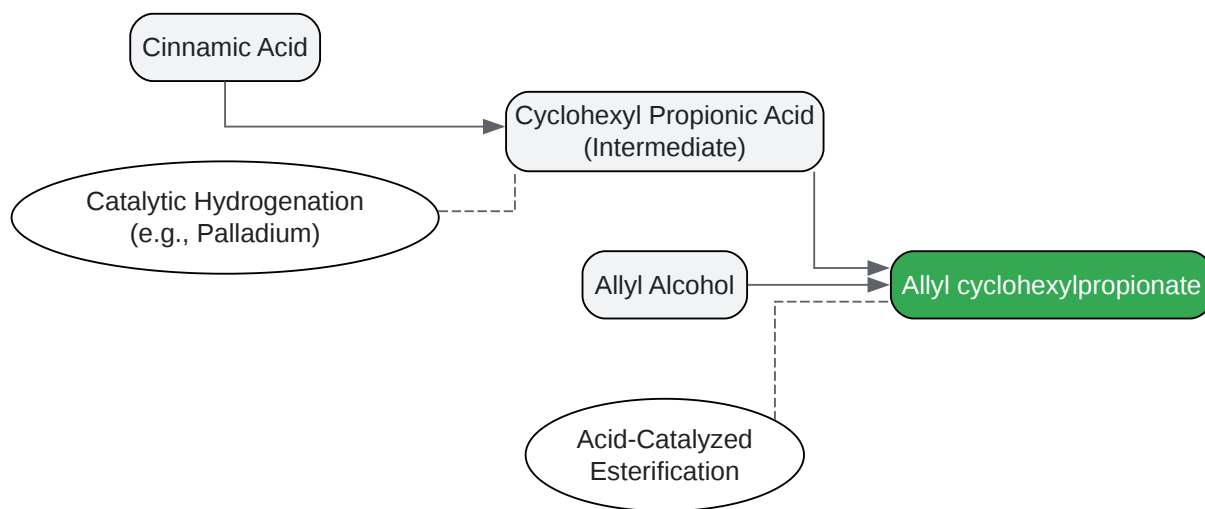 Cinnamic Acid
Cyclohexyl Propionic Acid
(Intermediate)
Catalytic Hydrogenation
(e.g., Palladium)
Allyl Alcohol
Allyl cyclohexylpropionate
Acid-Catalyzed
Esterification